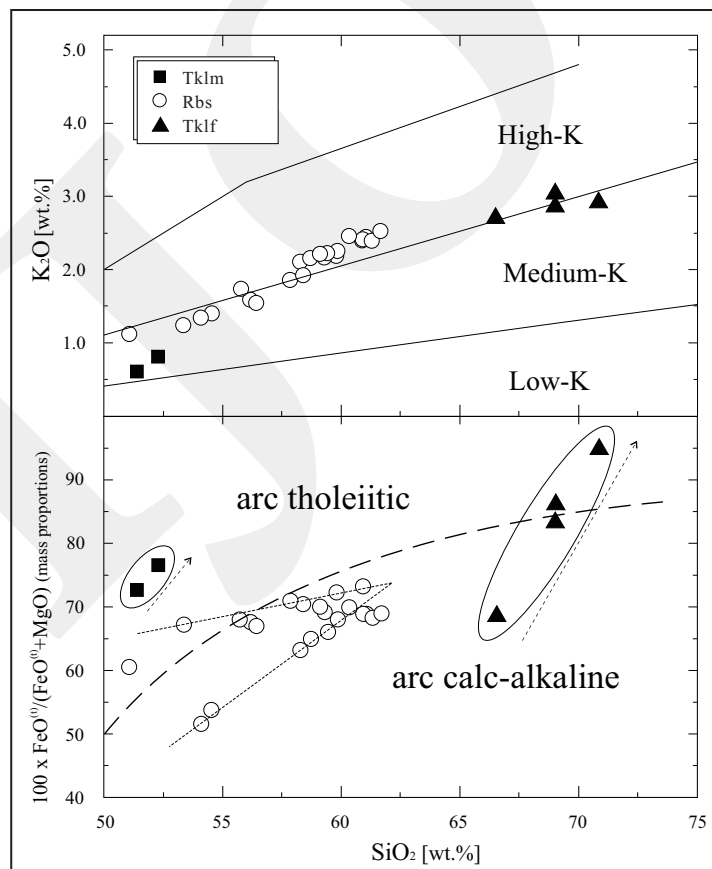 Tklm
Rbs
Tklf
5.0
4.0
3.0
2.0
1.0
K₂O [wt.%]
High-K
Medium-K
Low-K
90
80
70
60
50
40
100 x FeO⁽ᵗ⁾/(FeO⁽ᵗ⁾+MgO) (mass proportions)
arc tholeiitic
arc calc-alkaline
50 55 60 65 70 75
SiO₂ [wt.%]